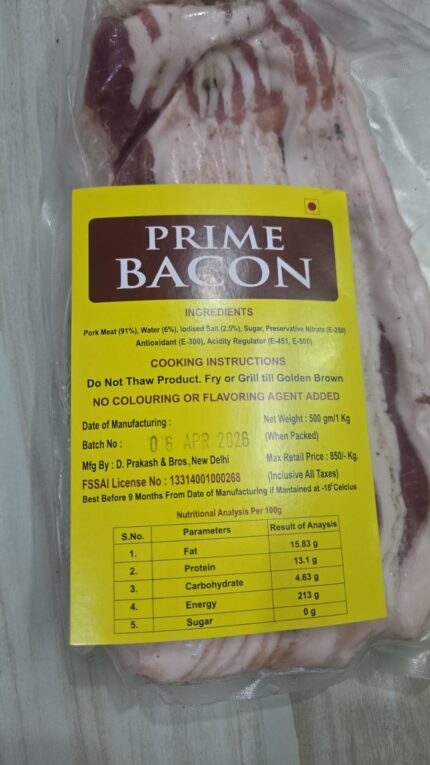 PRIME
BACON
INGREDIENTS
Pork Meat (91%), Water (6%), Iodised Salt (2.5%), Sugar, Preservative Nitrats (E-250)
Antioxidant (E-300), Acidity Regulator (E-451, E-500)
COOKING INSTRUCTIONS
Do Not Thaw Product. Fry or Grill till Golden Brown
NO COLOURING OR FLAVORING AGENT ADDED
Date of Manufacturing :
Net Weight : 500 gm/1 Kg
Batch No : 06 APR 2026
(When Packed)
Mfg By : D. Prakash & Bros, New Delhi
Max Retail Price : 850/- Kg.
FSSAI License No : 13314001000268
(Inclusive All Taxes)
Best Before 9 Months From Date of Manufacturing if Mantained at -18°Celcius
Nutritional Analysis Per 100g
S.No. Parameters Result of Anaysis
1. Fat 15.83 g
2. Protein 13.1 g
3. Carbohydrate 4.63 g
4. Energy 213 g
5. Sugar 0 g